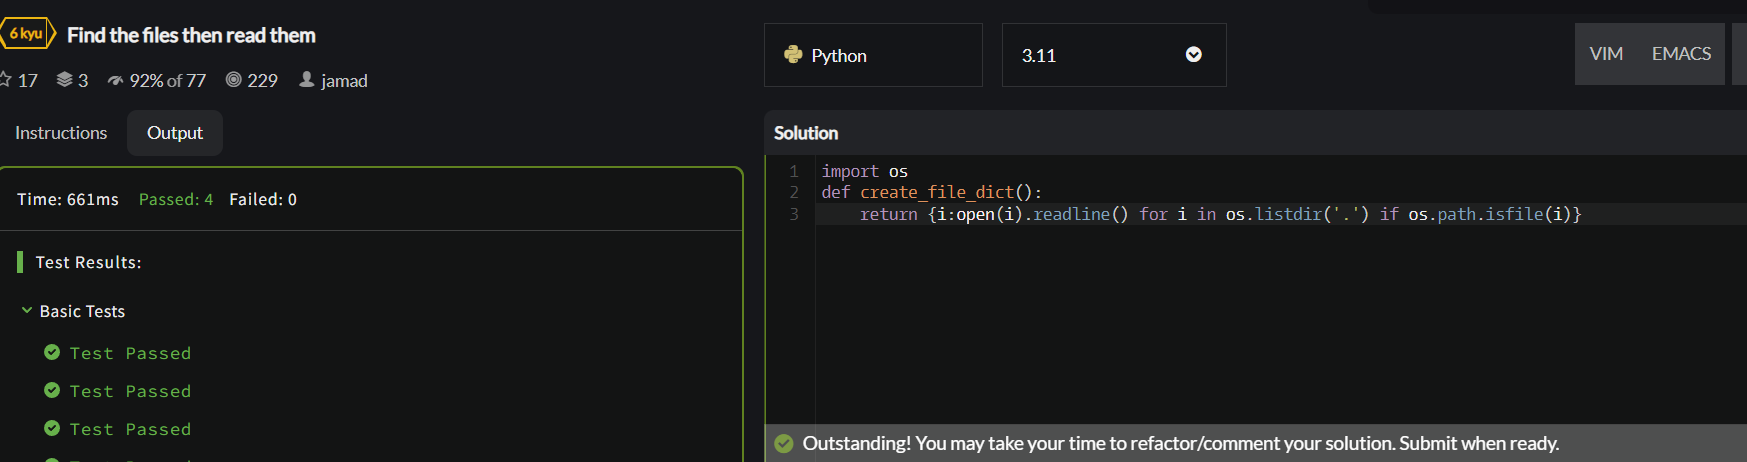 6 kyu Find the files then read them
17 3 92% of 77 229 jamad
Instructions Output
Time: 661ms Passed: 4 Failed: 0
Test Results:
Basic Tests
Test Passed
Test Passed
Test Passed
Python 3.11 VIM EMACS
Solution
1 import os
2 def create_file_dict():
3 return {i:open(i).readline() for i in os.listdir('.') if os.path.isfile(i)}
Outstanding! You may take your time to refactor/comment your solution. Submit when ready.